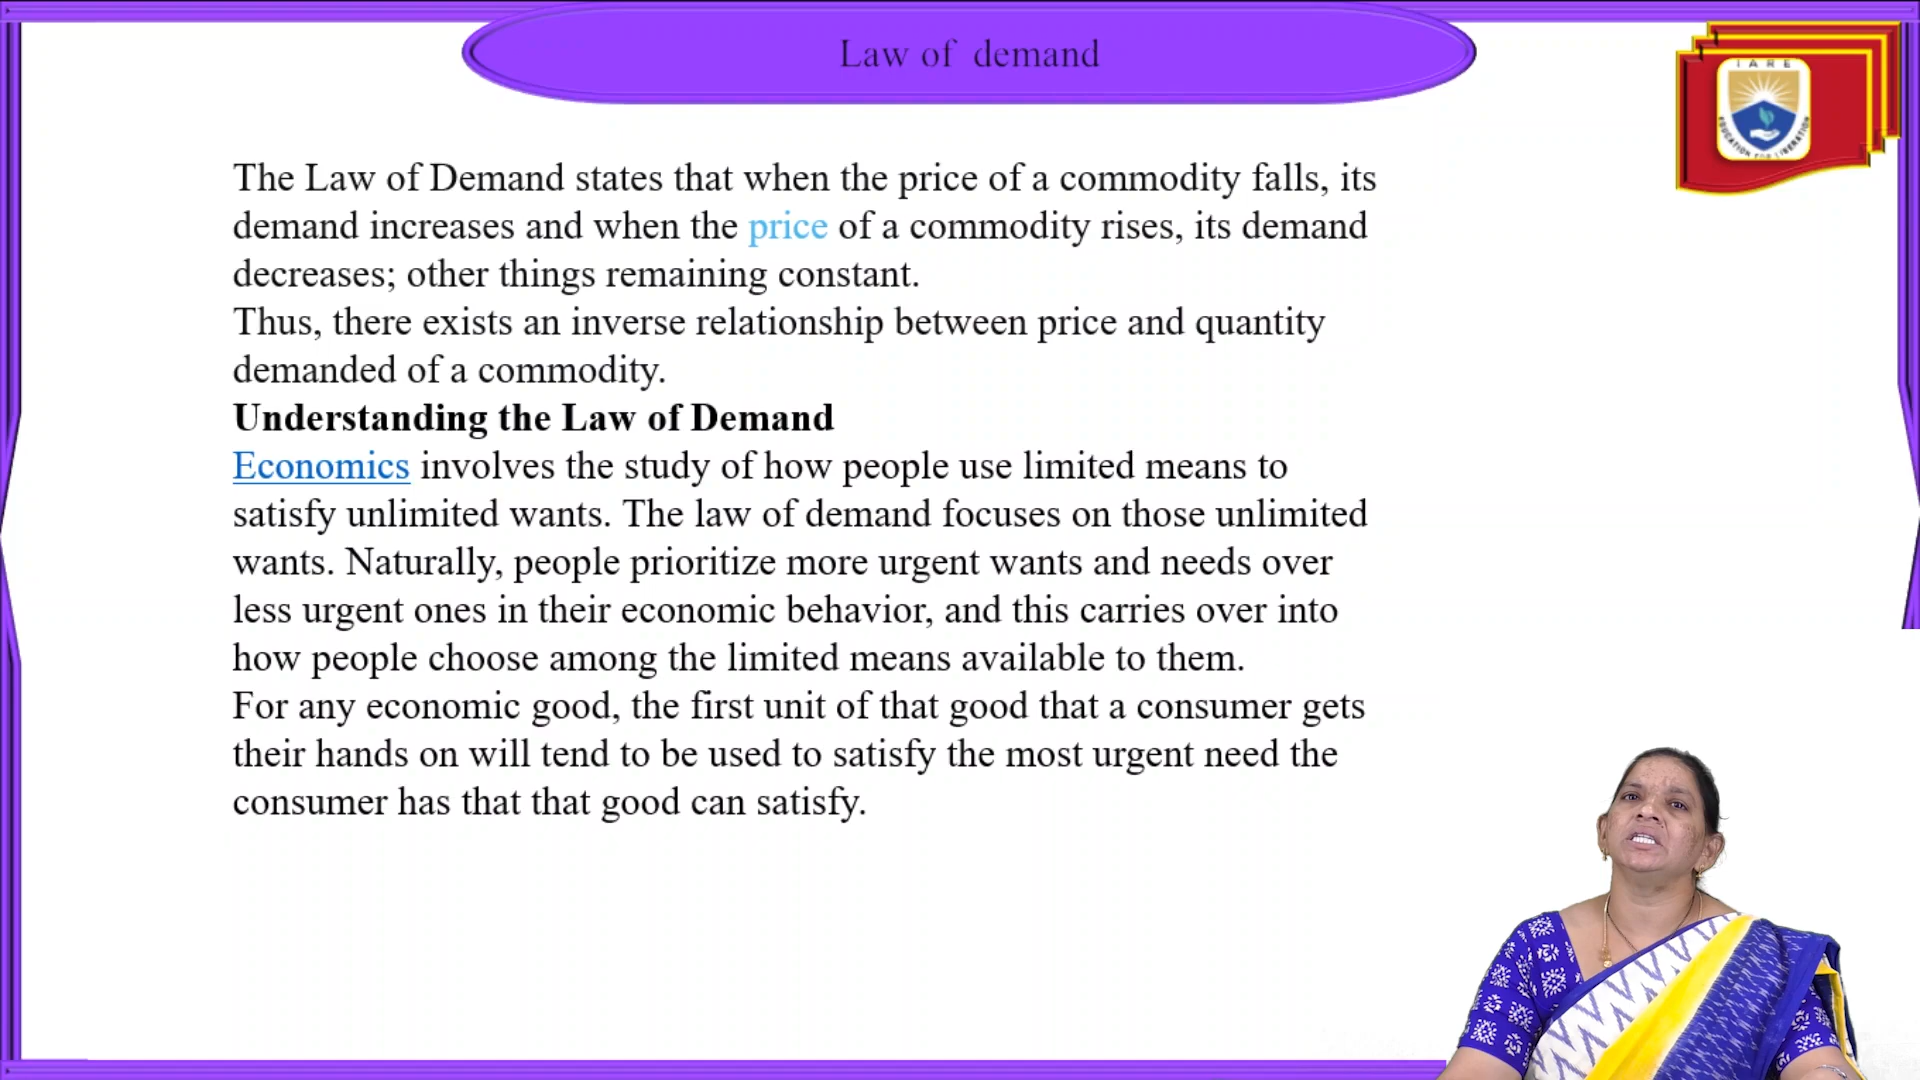 Law of demand
IARE
EDUCATION FOR LIBERATION
The Law of Demand states that when the price of a commodity falls, its
demand increases and when the price of a commodity rises, its demand
decreases; other things remaining constant.
Thus, there exists an inverse relationship between price and quantity
demanded of a commodity.
Understanding the Law of Demand
Economics involves the study of how people use limited means to
satisfy unlimited wants. The law of demand focuses on those unlimited
wants. Naturally, people prioritize more urgent wants and needs over
less urgent ones in their economic behavior, and this carries over into
how people choose among the limited means available to them.
For any economic good, the first unit of that good that a consumer gets
their hands on will tend to be used to satisfy the most urgent need the
consumer has that that good can satisfy.